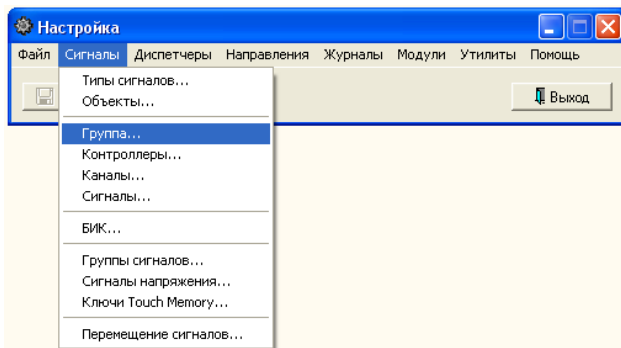 Настройка
Файл Сигналы Диспетчеры Направления Журналы Модули Утилиты Помощь
Типы сигналов...
Объекты...
Выход
Группа...
Контроллеры...
Каналы...
Сигналы...
БИК...
Группы сигналов...
Сигналы напряжения...
Ключи Touch Memory...
Перемещение сигналов...